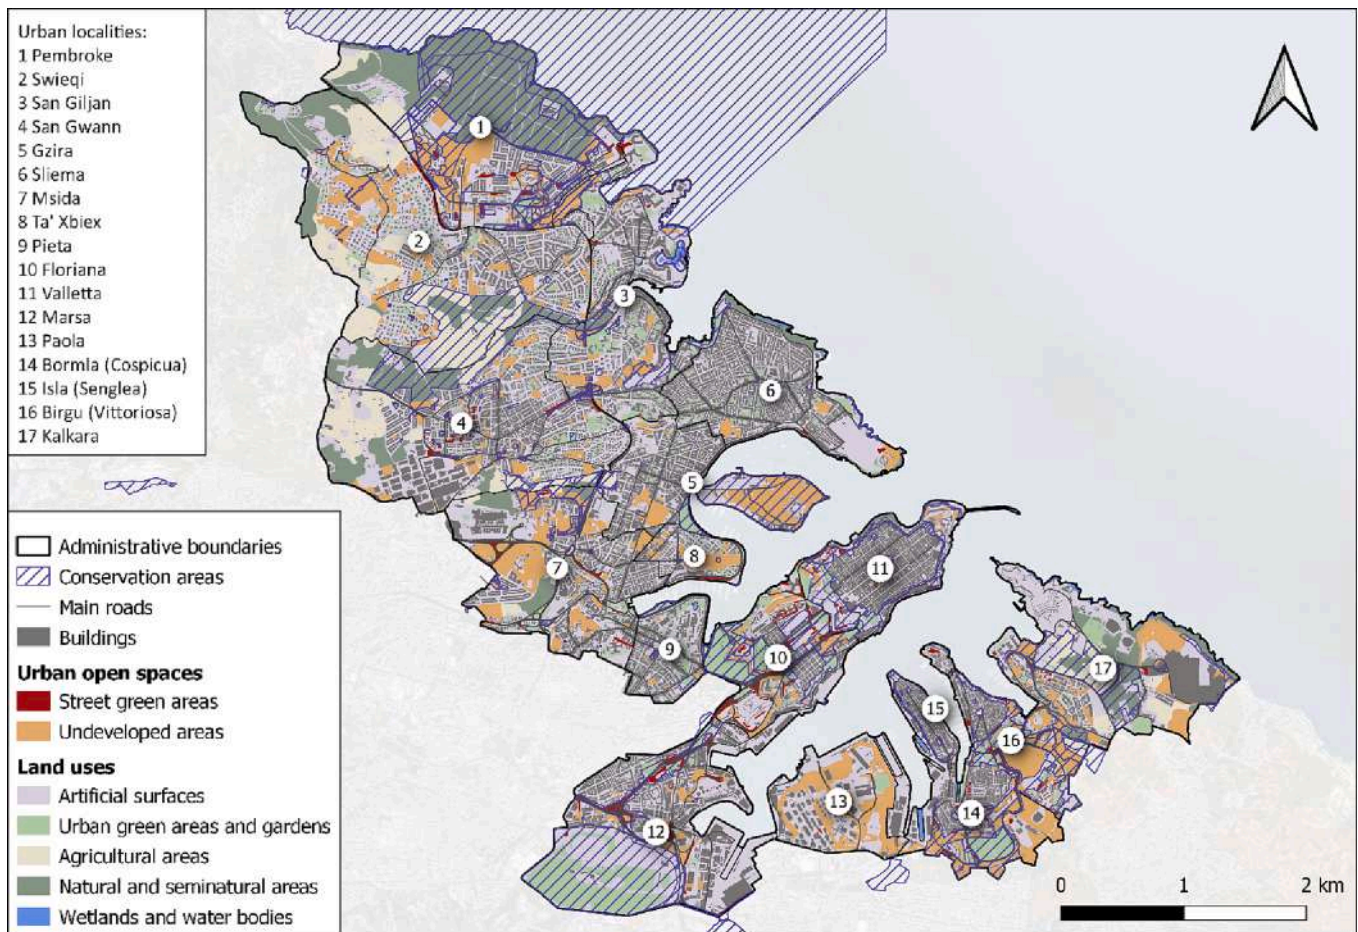 Urban localities:
1 Pembroke
2 Swieqi
3 San Giljan
4 San Gwann
5 Gzira
6 Sliema
7 Msida
8 Ta' Xbiex
9 Pieta
10 Floriana
11 Valletta
12 Marsa
13 Paola
14 Bormla (Cospicua)
15 Isla (Senglea)
16 Birgu (Vittoriosa)
17 Kalkara
Administrative boundaries
Conservation areas
Main roads
Buildings
Urban open spaces
Street green areas
Undeveloped areas
Land uses
Artificial surfaces
Urban green areas and gardens
Agricultural areas
Natural and seminatural areas
Wetlands and water bodies
1
2
3
4
5
6
7
8
9
10
11
12
13
14
15
16
17
0 1 2 km